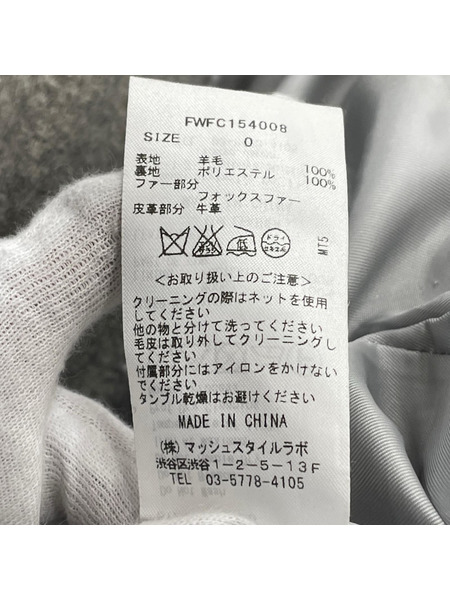 FWFC154008
SIZE 0
表地 羊毛 100%
裏地 ポリエステル 100%
ファー部分
フォックスファー
皮革部分 牛革
ドライ
セキユ系
MT5
＜お取り扱い上のご注意＞
クリーニングの際はネットを使用
してください
他の物と分けて洗ってください
毛皮は取り外してクリーニングし
てください
付属部分にはアイロンをかけない
でください
タンブル乾燥はお避けください
MADE IN CHINA
(株)マッシュスタイルラボ
渋谷区渋谷1-2-5-13F
TEL 03-5778-4105